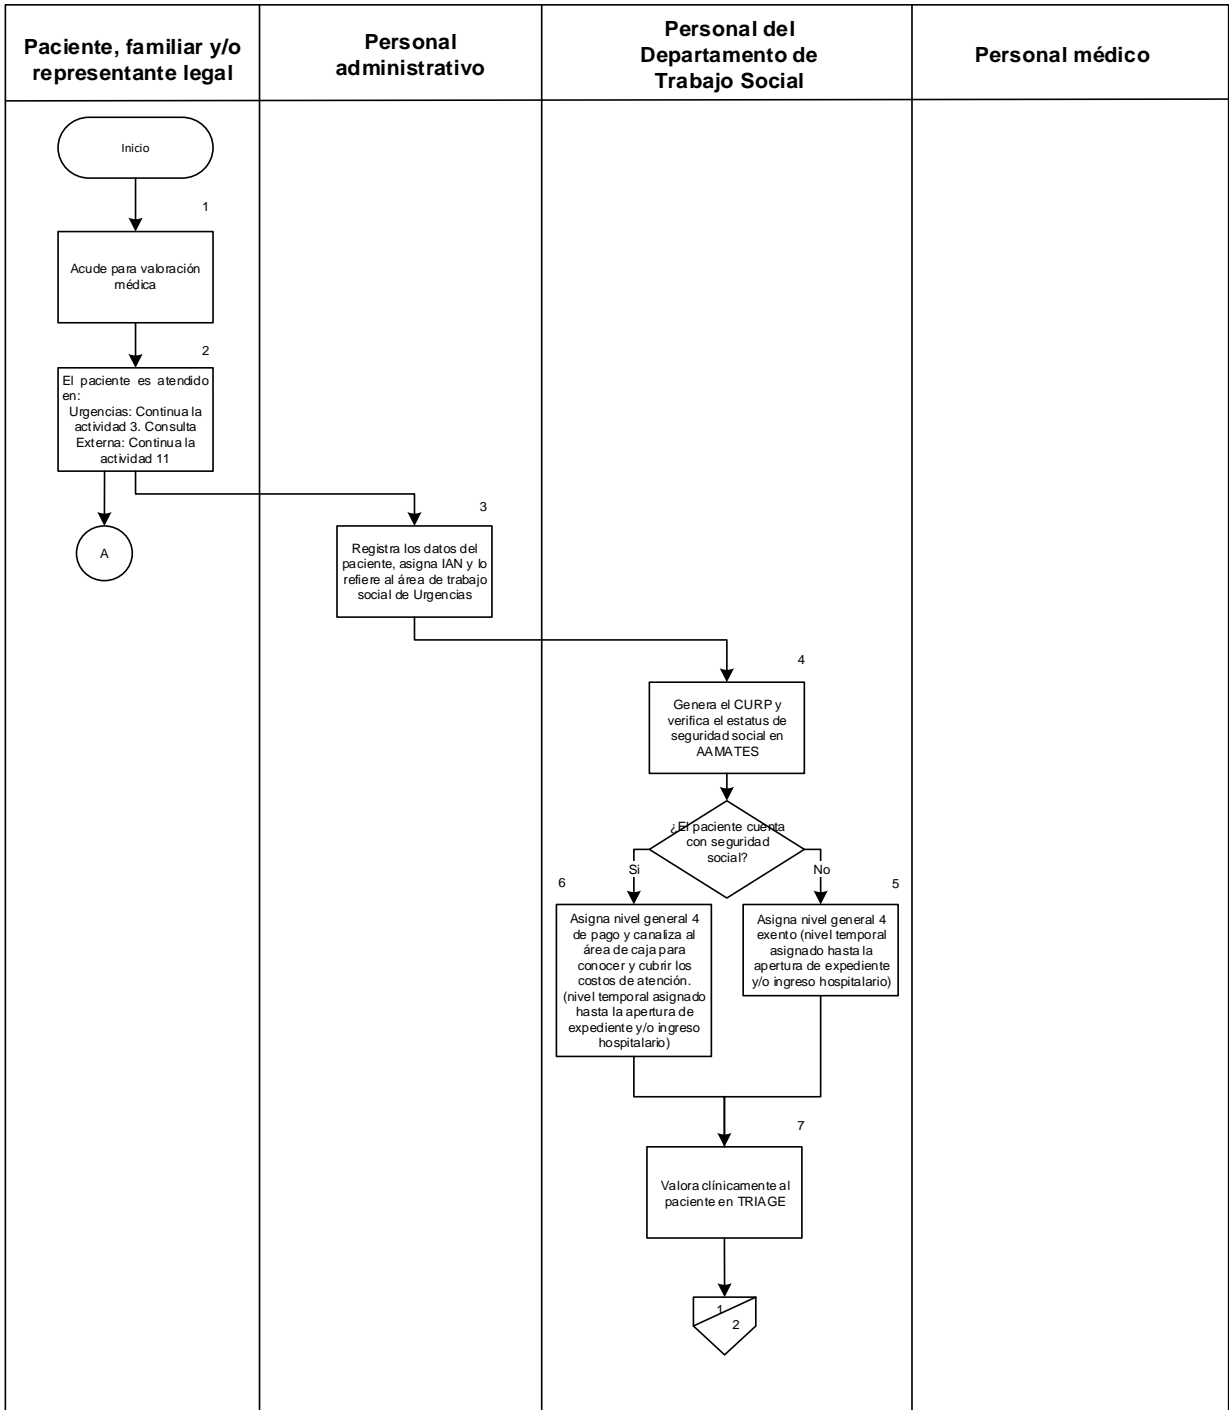 Paciente, familiar y/o
representante legal
Personal
administrativo
Personal del
Departamento de
Trabajo Social
Personal médico
Inicio
1
Acude para valoración
médica
2
El paciente es atendido
en:
Urgencias: Continua la
actividad 3. Consulta
Externa: Continua la
actividad 11
A
3
Registra los datos del
paciente, asigna IAN y lo
refiere al área de trabajo
social de Urgencias
4
Genera el CURP y
verifica el estatus de
seguridad social en
AAMATES
¿El paciente cuenta
con seguridad
social?
Si
No
6
Asigna nivel general 4
de pago y canaliza al
área de caja para
conocer y cubrir los
costos de atención.
(nivel temporal asignado
hasta la apertura de
expediente y/o ingreso
hospitalario)
5
Asigna nivel general 4
exento (nivel temporal
asignado hasta la
apertura de expediente
y/o ingreso hospitalario)
7
Valora clínicamente al
paciente en TRIAGE
1
2